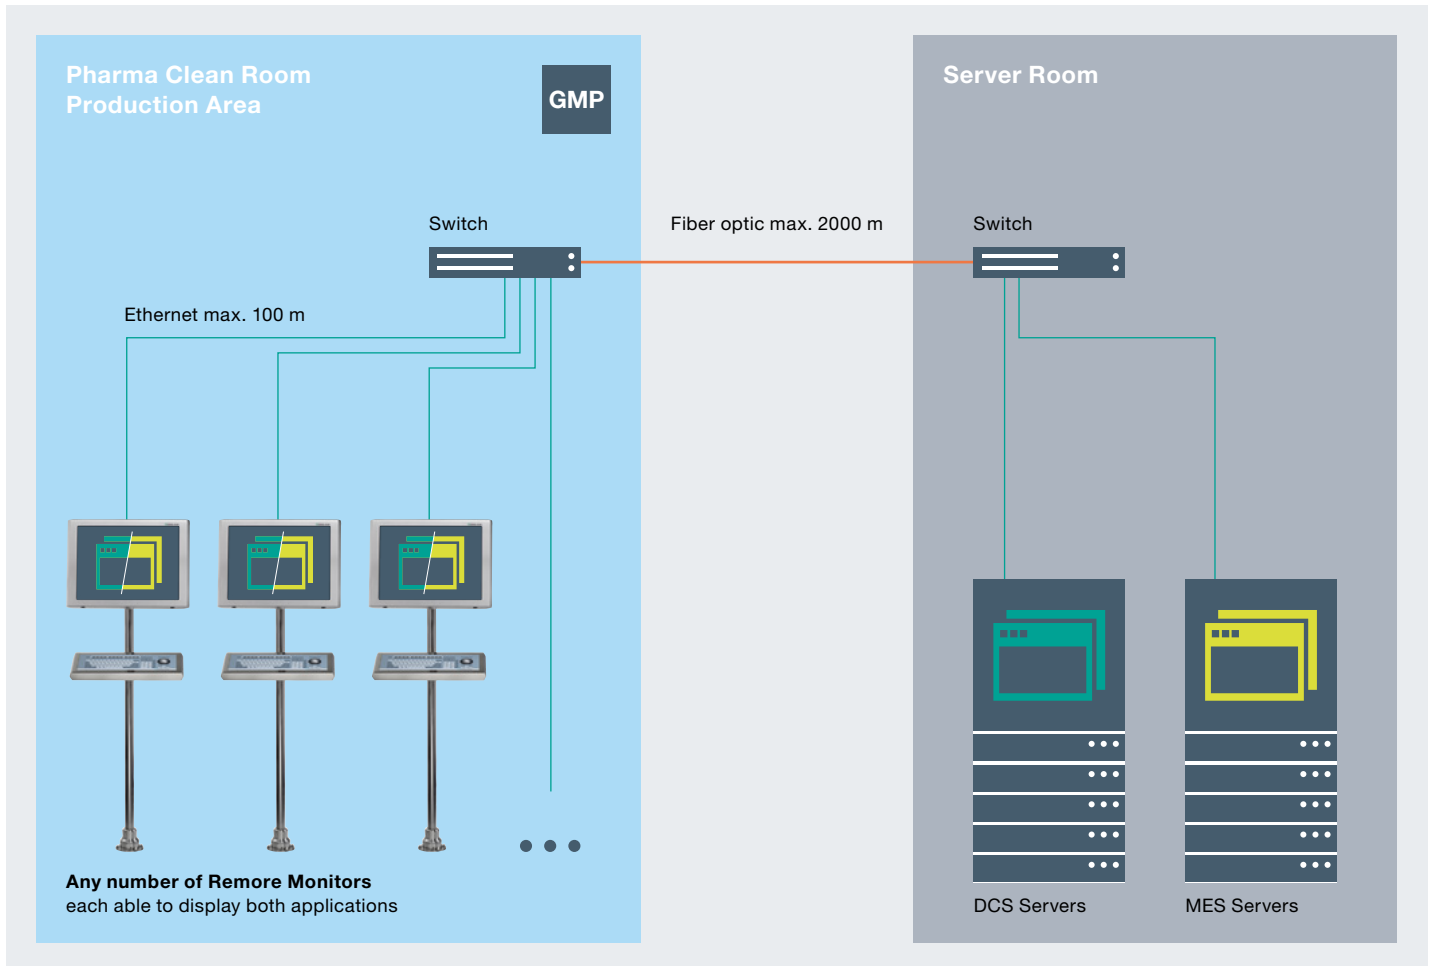 Pharma Clean Room
Production Area
GMP
Server Room
Switch
Fiber optic max. 2000 m
Switch
Ethernet max. 100 m
Any number of Remore Monitors
each able to display both applications
DCS Servers
MES Servers